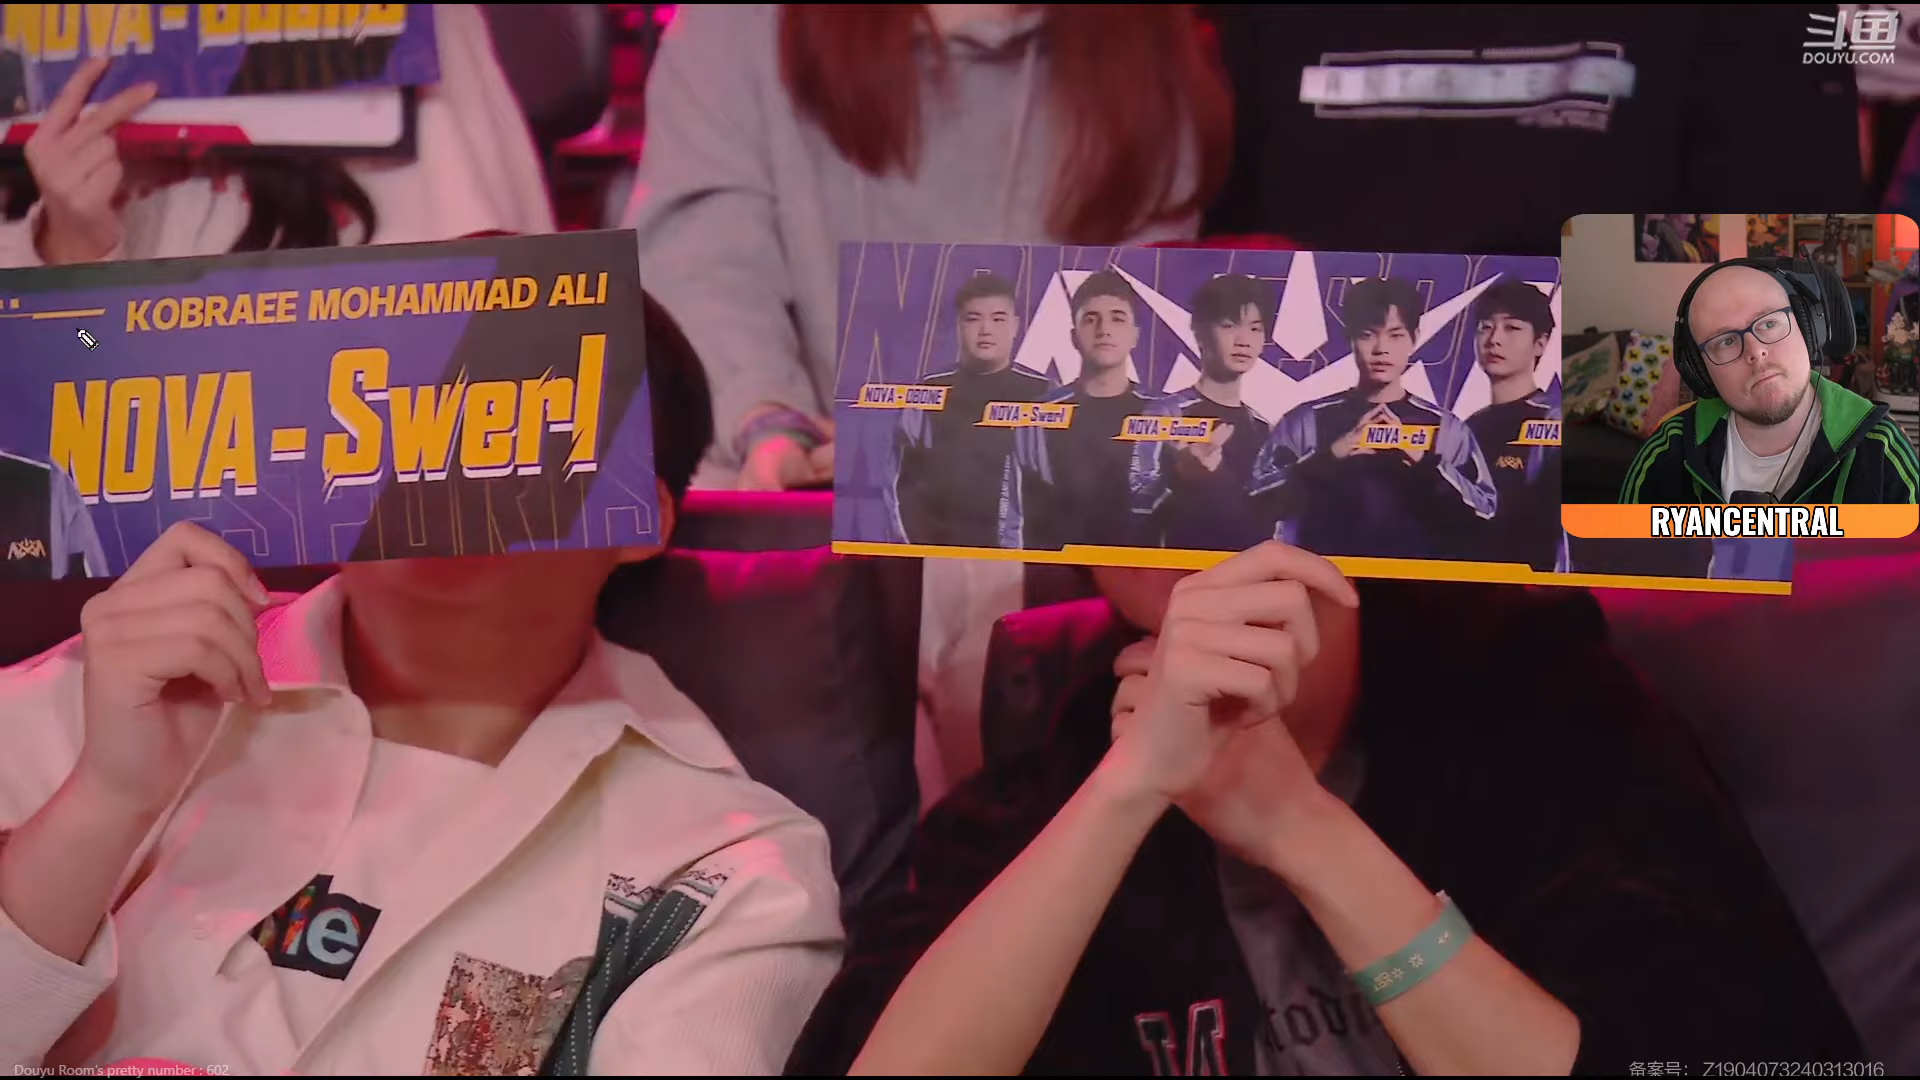 斗鱼
DOUYU.COM
KOBRAEE MOHAMMAD ALI
NOVA - Swerl
NOVA - OBONE
NOVA - Swerl
NOVA - GuanG
NOVA - cb
NOVA
RYANCENTRAL
le
M
Douyu Room's pretty number : 602
备案号： Z1904073240313016